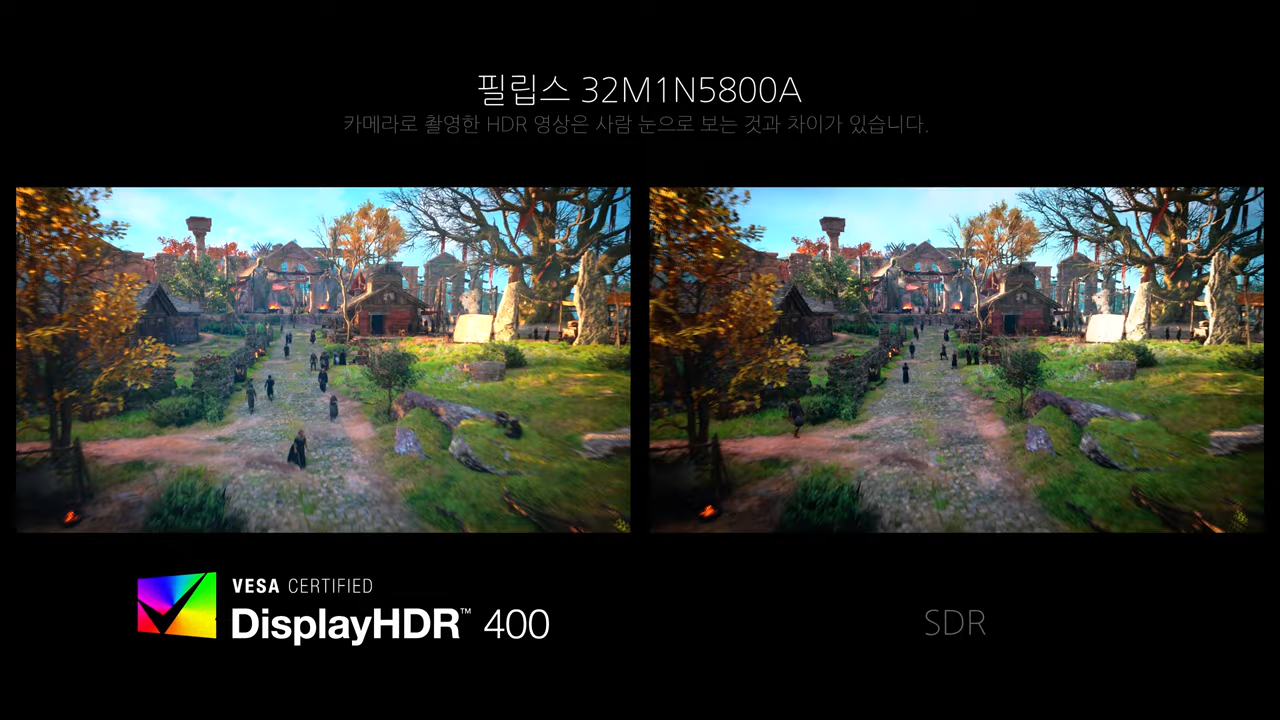 필립스 32M1N5800A
카메라로 촬영한 HDR 영상은 사람 눈으로 보는 것과 차이가 있습니다.
VESA CERTIFIED
DisplayHDR™ 400
SDR